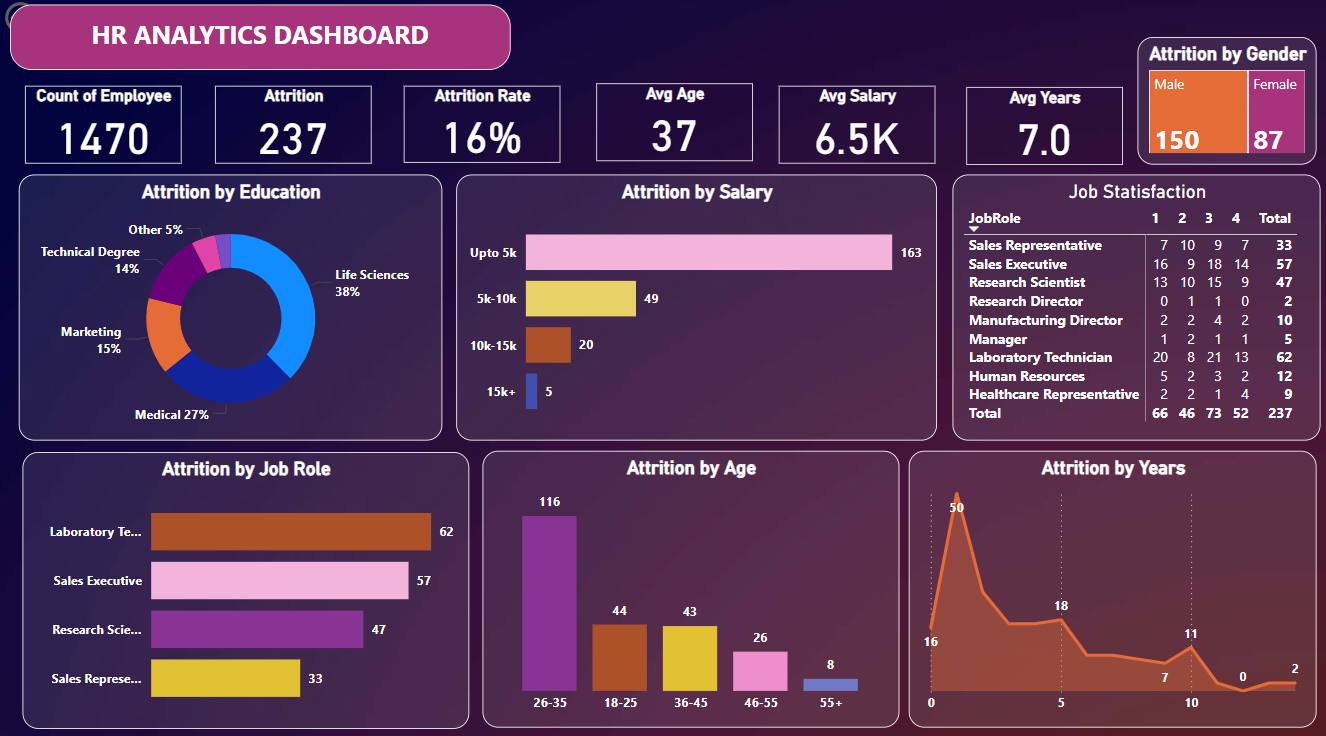 HR ANALYTICS DASHBOARD
Count of Employee
1470
Attrition
237
Attrition Rate
16%
Avg Age
37
Avg Salary
6.5K
Avg Years
7.0
Attrition by Gender
Male
150
Female
87
Attrition by Education
Other 5%
Technical Degree
14%
Life Sciences
38%
Marketing
15%
Medical 27%
Attrition by Salary
Upto 5k 163
5k-10k 49
10k-15k 20
15k+ 5
Job Statisfaction
JobRole 1 2 3 4 Total
Sales Representative 7 10 9 7 33
Sales Executive 16 9 18 14 57
Research Scientist 13 10 15 9 47
Research Director 0 1 1 0 2
Manufacturing Director 2 2 4 2 10
Manager 1 2 1 1 5
Laboratory Technician 20 8 21 13 62
Human Resources 5 2 3 2 12
Healthcare Representative 2 2 1 4 9
Total 66 46 73 52 237
Attrition by Job Role
Laboratory Te... 62
Sales Executive 57
Research Scie... 47
Sales Represe... 33
Attrition by Age
116
44
43
26
8
26-35 18-25 36-45 46-55 55+
Attrition by Years
50
16
18
7
11
0
2
0 5 10